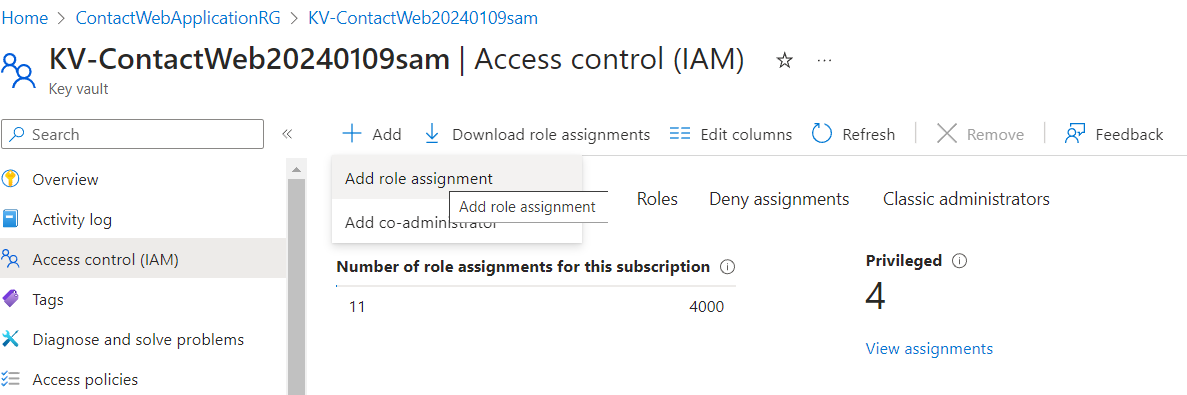 Home > ContactWebApplicationRG > KV-ContactWeb20240109sam
KV-ContactWeb20240109sam | Access control (IAM) ☆ ...
Key vault
Search «
Add Download role assignments Edit columns Refresh Remove Feedback
Overview
Activity log
Access control (IAM)
Tags
Diagnose and solve problems
Access policies
Add role assignment
Add role assignment
Add co-administrator
Roles Deny assignments Classic administrators
Number of role assignments for this subscription
11 4000
Privileged
4
View assignments